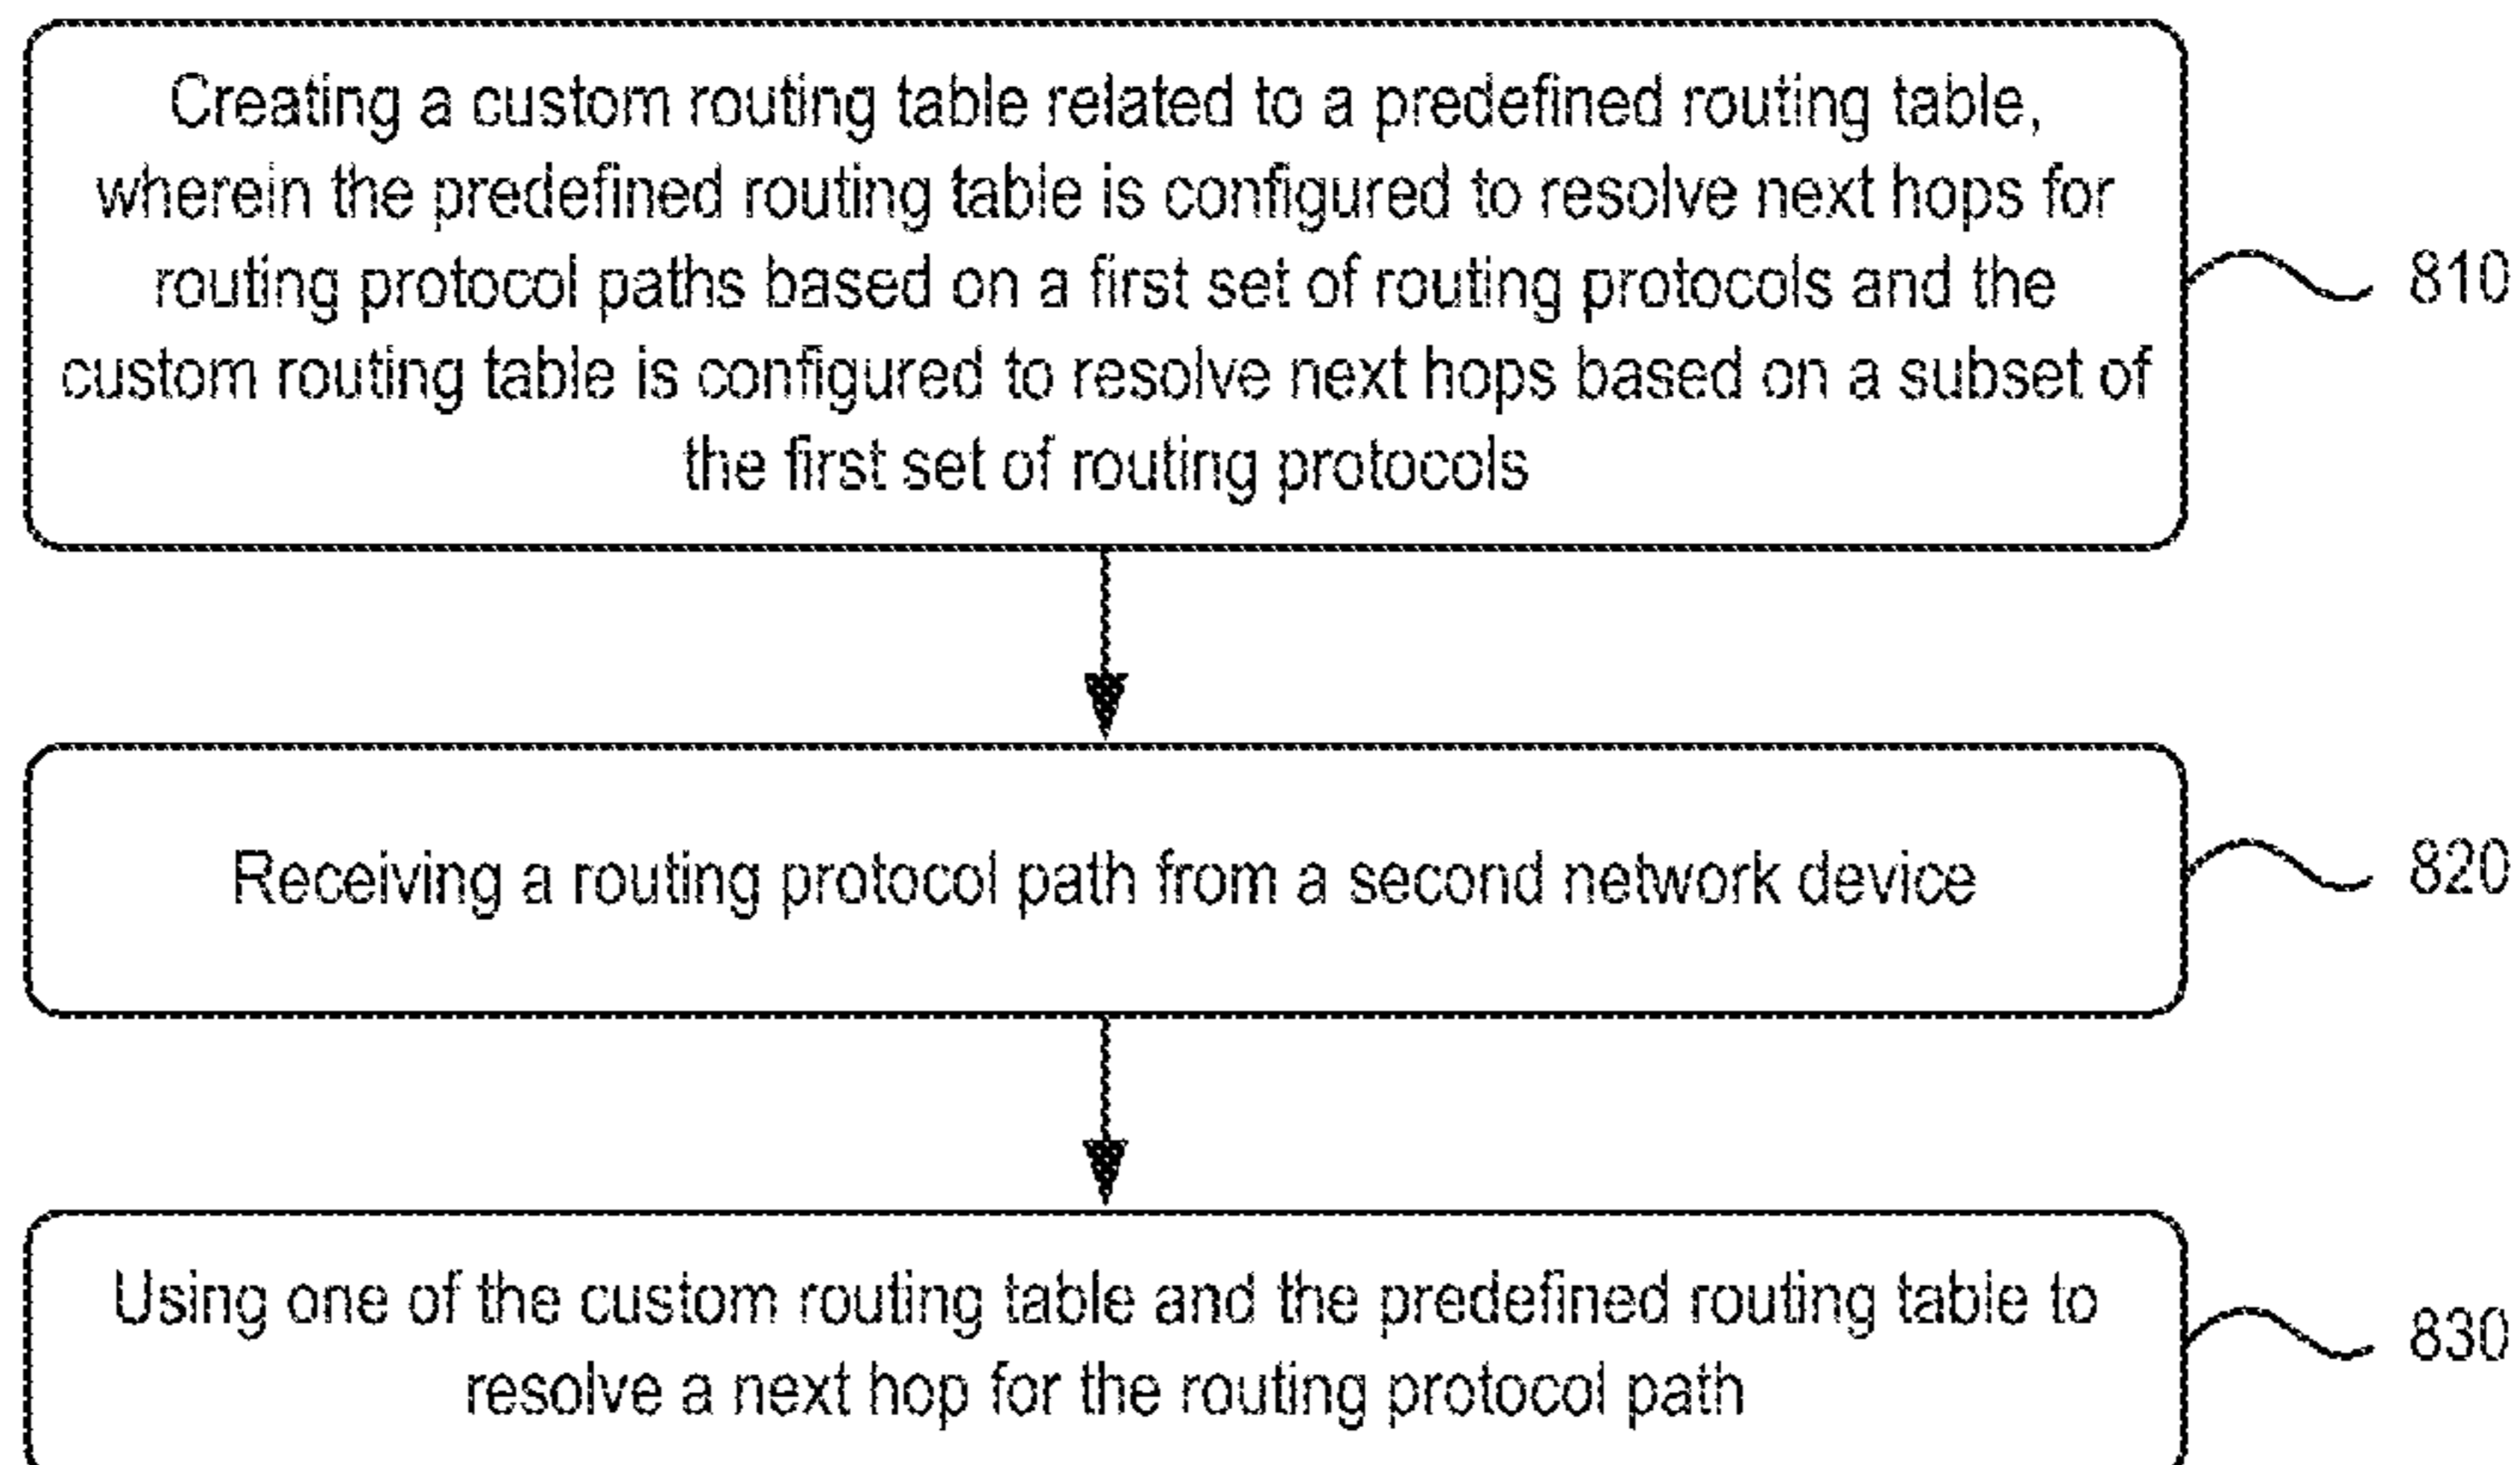 Creating a custom routing table related to a predefined routing table,
wherein the predefined routing table is configured to resolve next hops for
routing protocol paths based on a first set of routing protocols and the
custom routing table is configured to resolve next hops based on a subset of
the first set of routing protocols
810
Receiving a routing protocol path from a second network device
820
Using one of the custom routing table and the predefined routing table to
resolve a next hop for the routing protocol path
830